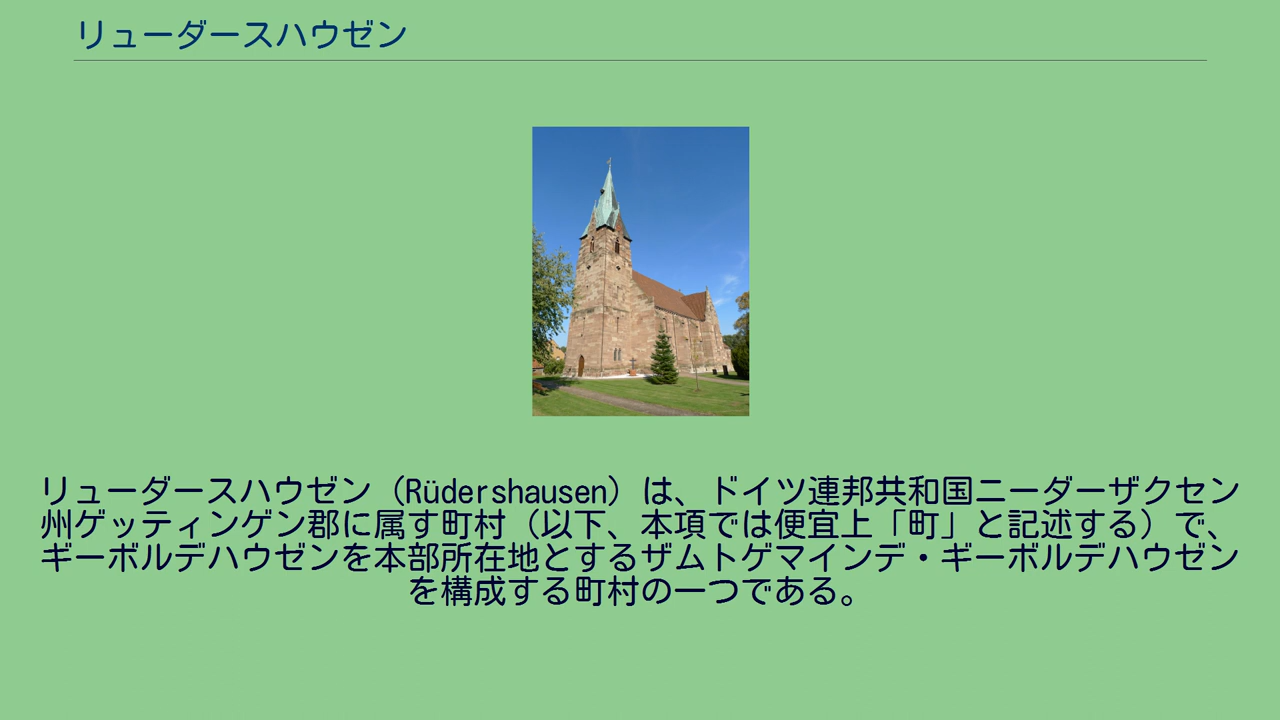 リューダースハウゼン
リューダースハウゼン（Rüdershausen）は、ドイツ連邦共和国ニーダーザクセン
州ゲッティンゲン郡に属す町村（以下、本項では便宜上「町」と記述する）で、
ギーボルデハウゼンを本部所在地とするザムトゲマインデ・ギーボルデハウゼン
を構成する町村の一つである。